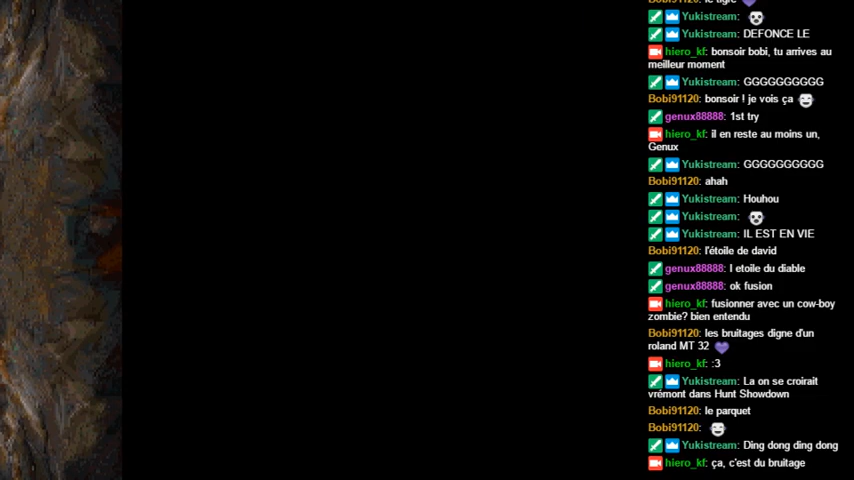 Bobi91120: le tigre
Yukistream:
Yukistream: DEFONCE LE
hiero_kf: bonsoir bobi, tu arrives au
meilleur moment
Yukistream: GGGGGGGGGG
Bobi91120: bonsoir ! je vois ça
genux88888: 1st try
hiero_kf: il en reste au moins un,
Genux
Yukistream: GGGGGGGGGG
Bobi91120: ahah
Yukistream: Houhou
Yukistream:
Yukistream: IL EST EN VIE
Bobi91120: l'étoile de david
genux88888: l etoile du diable
genux88888: ok fusion
hiero_kf: fusionner avec un cow-boy
zombie? bien entendu
Bobi91120: les bruitages digne d'un
roland MT 32
hiero_kf: :3
Yukistream: La on se croirait
vrémont dans Hunt Showdown
Bobi91120: le parquet
Bobi91120:
Yukistream: Ding dong ding dong
hiero_kf: ça, c'est du bruitage